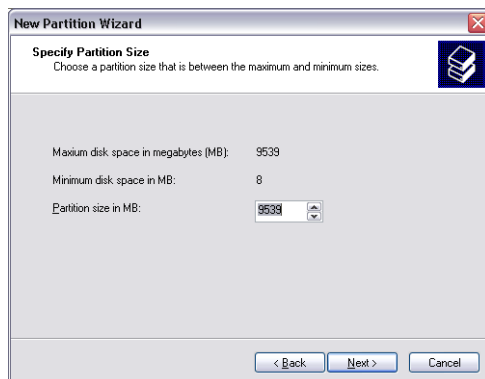 New Partition Wizard
Specify Partition Size
Choose a partition size that is between the maximum and minimum sizes.
Maxium disk space in megabytes (MB): 9539
Minimum disk space in MB: 8
Partition size in MB: 9539
< Back Next > Cancel